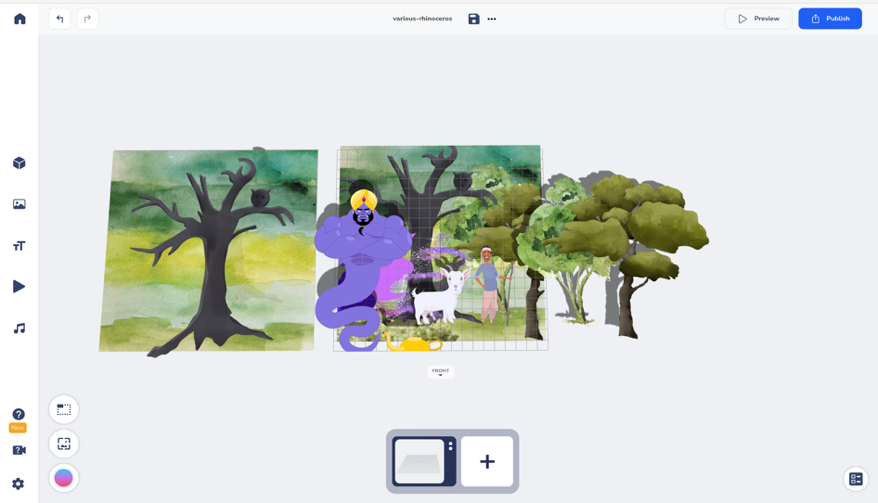 various-rhinoceros
Preview
Publish
FRONT
New